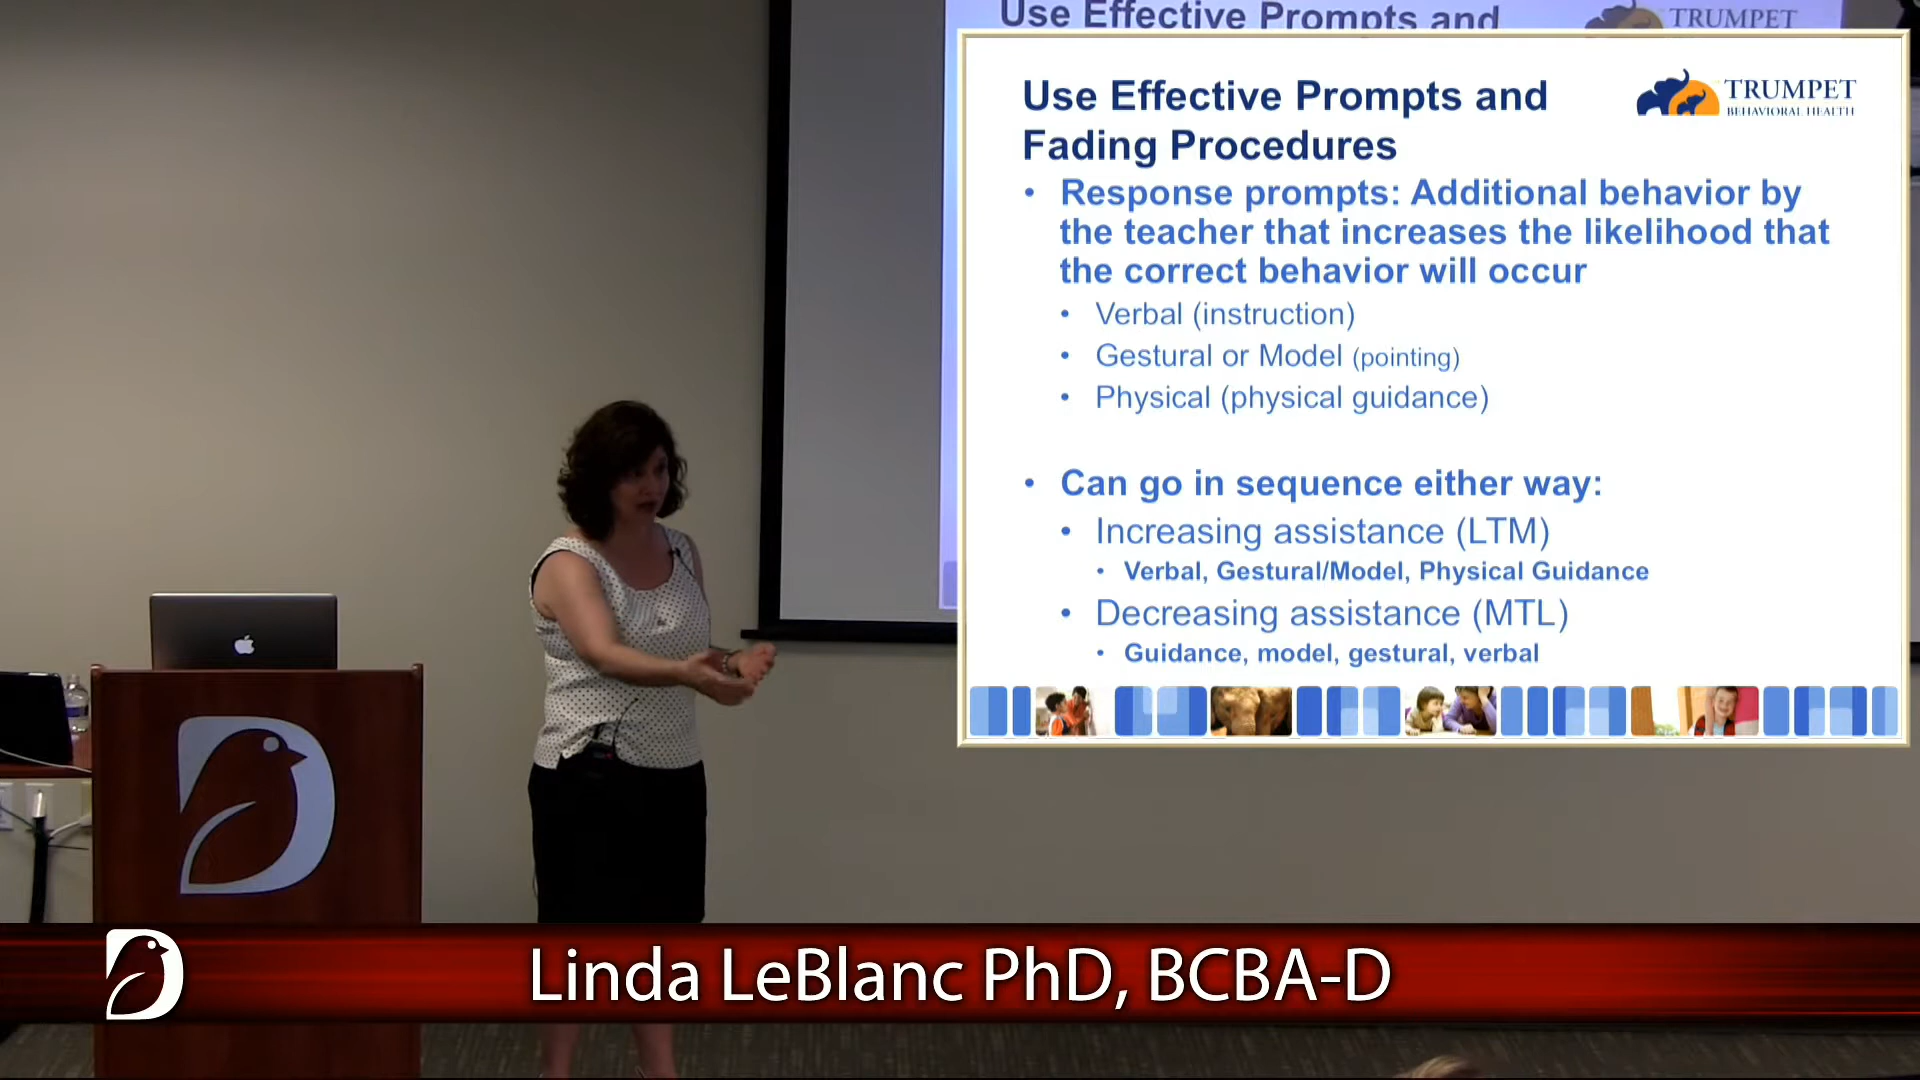 Use Effective Prompts and
TRUMPET
Use Effective Prompts and
Fading Procedures
TRUMPET
BEHAVIORAL HEALTH
• Response prompts: Additional behavior by
the teacher that increases the likelihood that
the correct behavior will occur
• Verbal (instruction)
• Gestural or Model (pointing)
• Physical (physical guidance)
• Can go in sequence either way:
• Increasing assistance (LTM)
• Verbal, Gestural/Model, Physical Guidance
• Decreasing assistance (MTL)
• Guidance, model, gestural, verbal
Linda LeBlanc PhD, BCBA-D